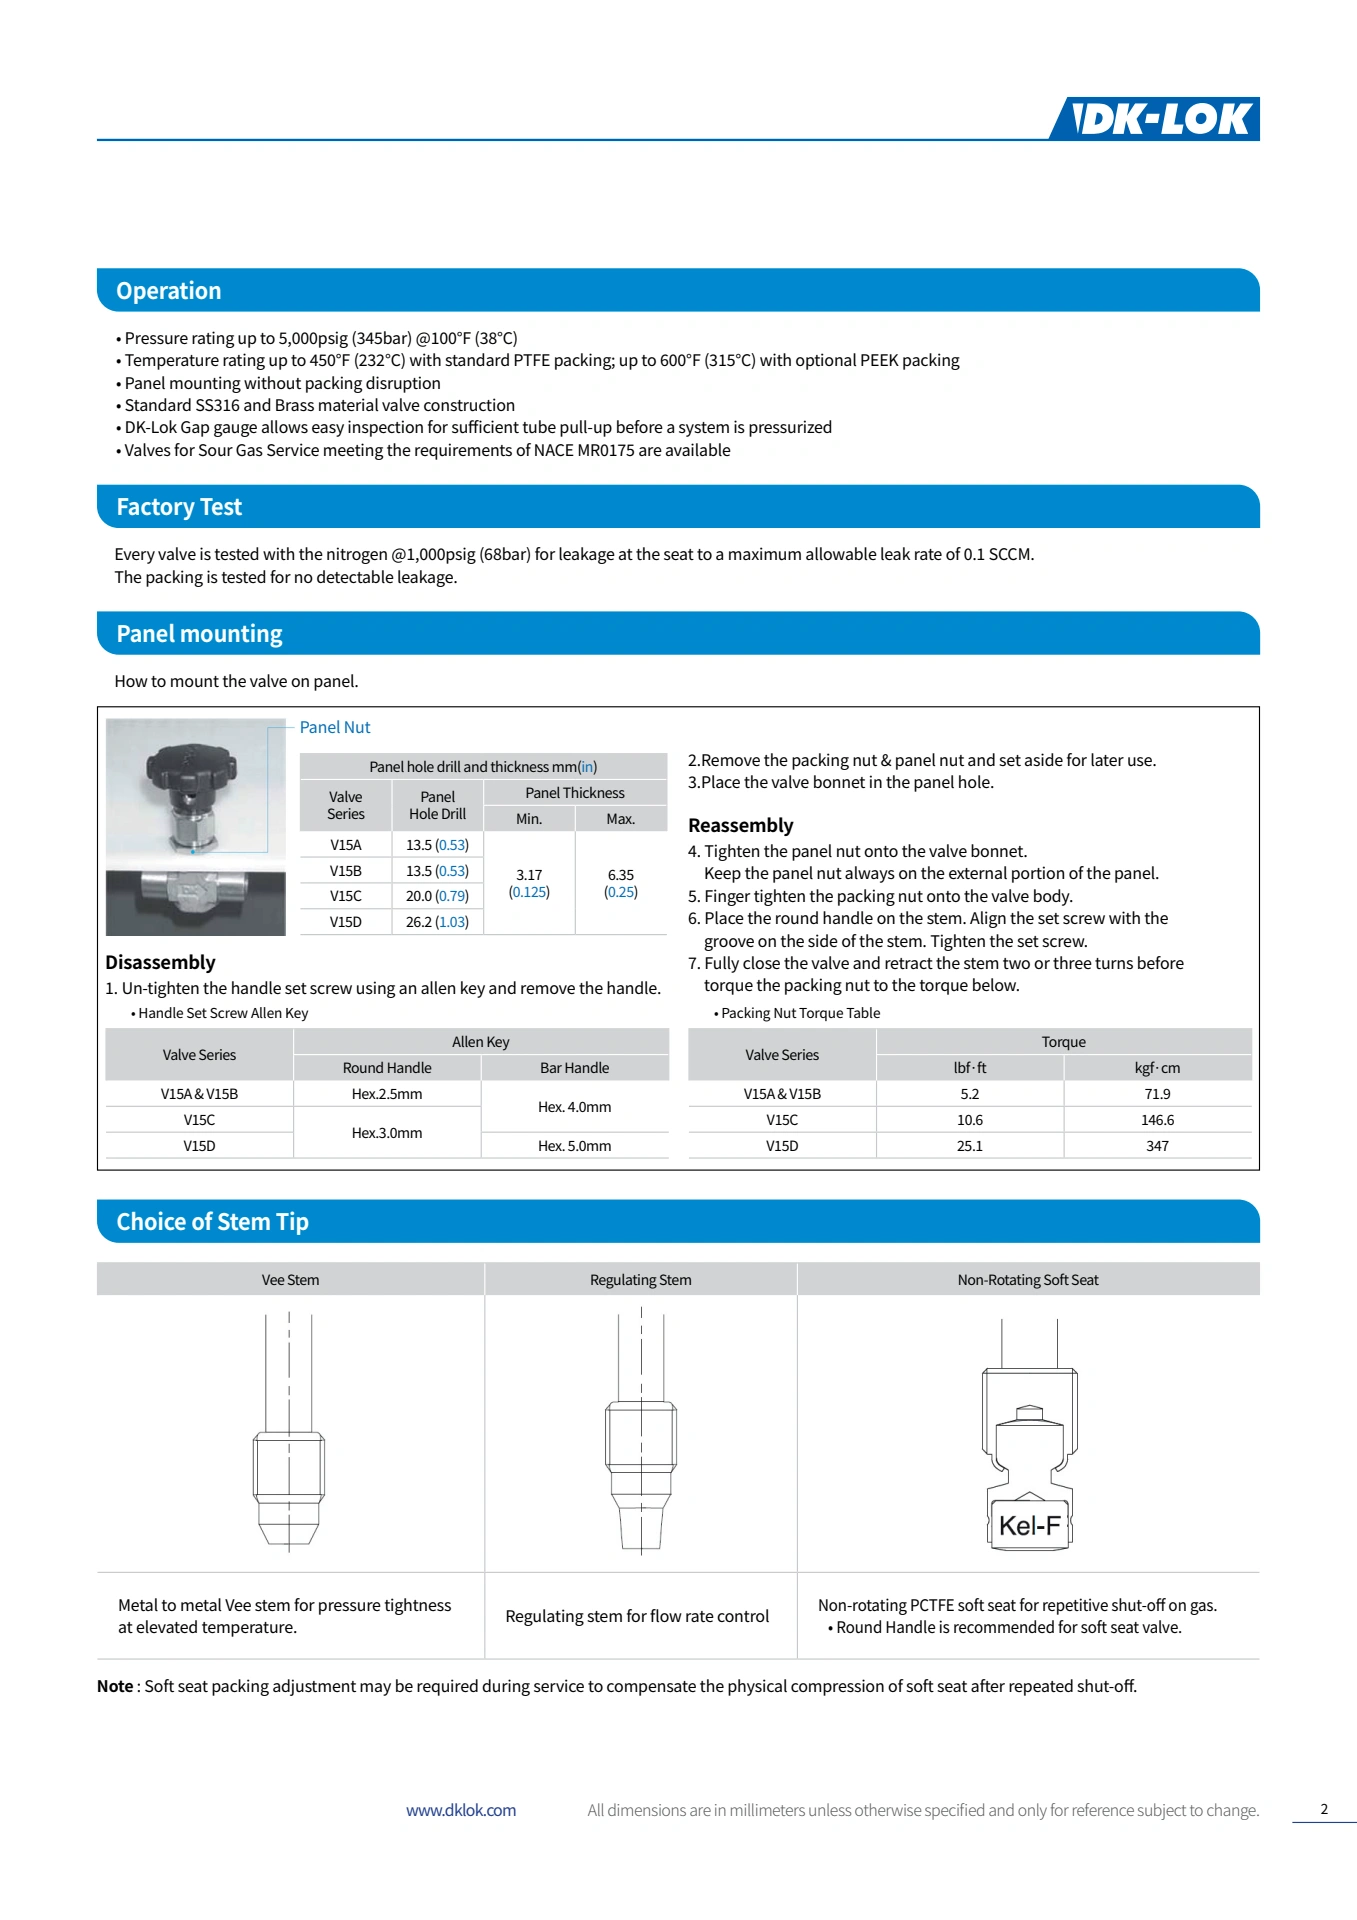 DK-LOK
Operation
• Pressure rating up to 5,000psig (345bar) @100°F (38°C)
• Temperature rating up to 450°F (232°C) with standard PTFE packing; up to 600°F (315°C) with optional PEEK packing
• Panel mounting without packing disruption
• Standard SS316 and Brass material valve construction
• DK-Lok Gap gauge allows easy inspection for sufficient tube pull-up before a system is pressurized
• Valves for Sour Gas Service meeting the requirements of NACE MR0175 are available
Factory Test
Every valve is tested with the nitrogen @1,000psig (68bar) for leakage at the seat to a maximum allowable leak rate of 0.1 SCCM.
The packing is tested for no detectable leakage.
Panel mounting
How to mount the valve on panel.
Panel Nut
Panel hole drill and thickness mm(in)
Valve Series Panel Hole Drill Panel Thickness
Min. Max.
V15A 13.5 (0.53)
V15B 13.5 (0.53)
V15C 20.0 (0.79)
V15D 26.2 (1.03)
3.17 (0.125) 6.35 (0.25)
Disassembly
1. Un-tighten the handle set screw using an allen key and remove the handle.
• Handle Set Screw Allen Key
Valve Series Allen Key
Round Handle Bar Handle
V15A & V15B Hex.2.5mm Hex. 4.0mm
V15C Hex.3.0mm
V15D Hex. 5.0mm
2.Remove the packing nut & panel nut and set aside for later use.
3.Place the valve bonnet in the panel hole.
Reassembly
4. Tighten the panel nut onto the valve bonnet.
Keep the panel nut always on the external portion of the panel.
5. Finger tighten the packing nut onto the valve body.
6. Place the round handle on the stem. Align the set screw with the
groove on the side of the stem. Tighten the set screw.
7. Fully close the valve and retract the stem two or three turns before
torque the packing nut to the torque below.
• Packing Nut Torque Table
Valve Series Torque
lbf·ft kgf·cm
V15A & V15B 5.2 71.9
V15C 10.6 146.6
V15D 25.1 347
Choice of Stem Tip
Vee Stem Regulating Stem Non-Rotating Soft Seat
Kel-F
Metal to metal Vee stem for pressure tightness
at elevated temperature.
Regulating stem for flow rate control
Non-rotating PCTFE soft seat for repetitive shut-off on gas.
• Round Handle is recommended for soft seat valve.
Note : Soft seat packing adjustment may be required during service to compensate the physical compression of soft seat after repeated shut-off.
www.dklok.com All dimensions are in millimeters unless otherwise specified and only for reference subject to change. 2